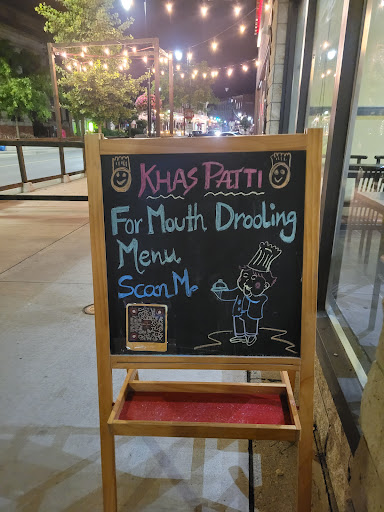 KHAS PATTI
FOR MOUTH DROOLING
MENU
SCAN ME